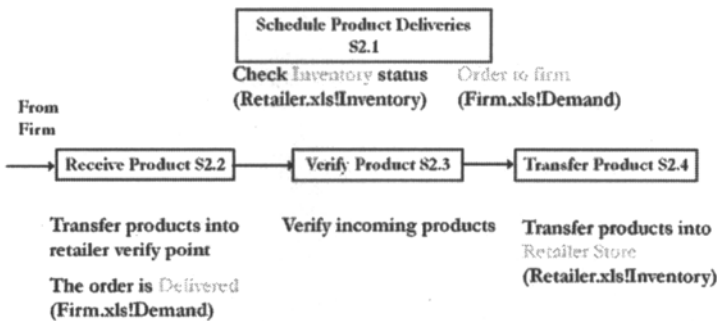 Schedule Product Deliveries
S2.1
Check Inventory status
(Retailer.xls!Inventory)
Order to firm
(Firm.xls!Demand)
From
Firm
Receive Product S2.2
Verify Product S2.3
Transfer Product S2.4
Transfer products into
retailer verify point
The order is Delivered
(Firm.xls!Demand)
Verify incoming products
Transfer products into
Retailer Store
(Retailer.xls!Inventory)